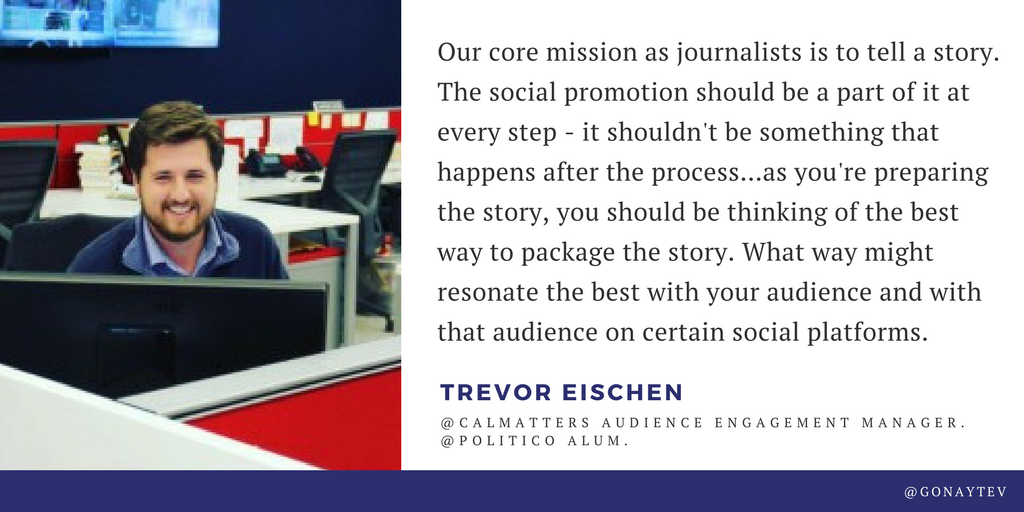 Our core mission as journalists is to tell a story.
The social promotion should be a part of it at
every step - it shouldn't be something that
happens after the process...as you're preparing
the story, you should be thinking of the best
way to package the story. What way might
resonate the best with your audience and with
that audience on certain social platforms.
TREVOR EISCHEN
@CALMATTERS AUDIENCE ENGAGEMENT MANAGER.
@POLITICO ALUM.
@GONAYTEV